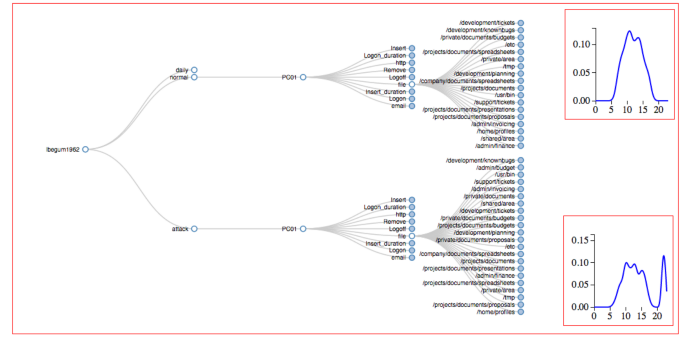 lbegum1962
daily
normal
PC01
Insert
Logon_duration
http
Remove
Logoff
file
Insert_duration
Logon
email
/development/tickets
/development/knownbugs
/private/documents/budgets
/etc
/projects/documents/spreadsheets
/private/area
/tmp
/development/planning
/company/documents/spreadsheets
/projects/documents
/usr/bin
/support/tickets
/projects/documents/presentations
/projects/documents/proposals
/admin/invoicing
/home/profiles
/shared/area
/admin/finance
0.10
0.05
0.00
0 5 10 15 20
attack
PC01
Insert
Logon_duration
http
Remove
Logoff
file
Insert_duration
Logon
email
/development/knownbugs
/admin/budget
/usr/bin
/support/tickets
/admin/invoicing
/private/documents
/shared/area
/development/tickets
/private/documents/budgets
/projects/documents/budgets
/development/planning
/private/documents/proposals
/etc
/company/documents/spreadsheets
/projects/documents
/projects/documents/presentations
/admin/finance
/projects/documents/spreadsheets
/private/area
/tmp
/projects/documents/proposals
/home/profiles
0.15
0.10
0.05
0.00
0 5 10 15 20